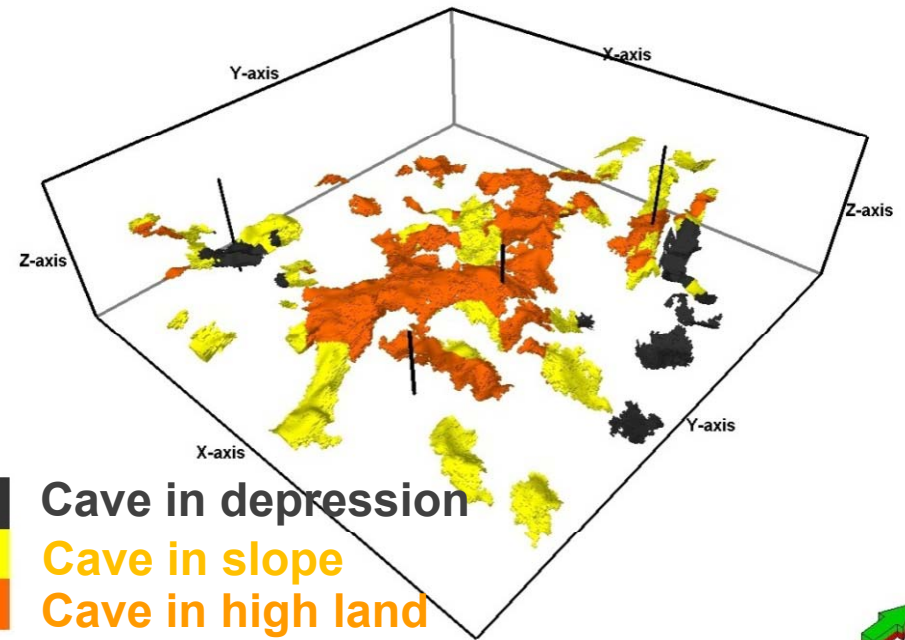 X-axis
Y-axis
Z-axis
Z-axis
Y-axis
X-axis
Cave in depression
Cave in slope
Cave in high land